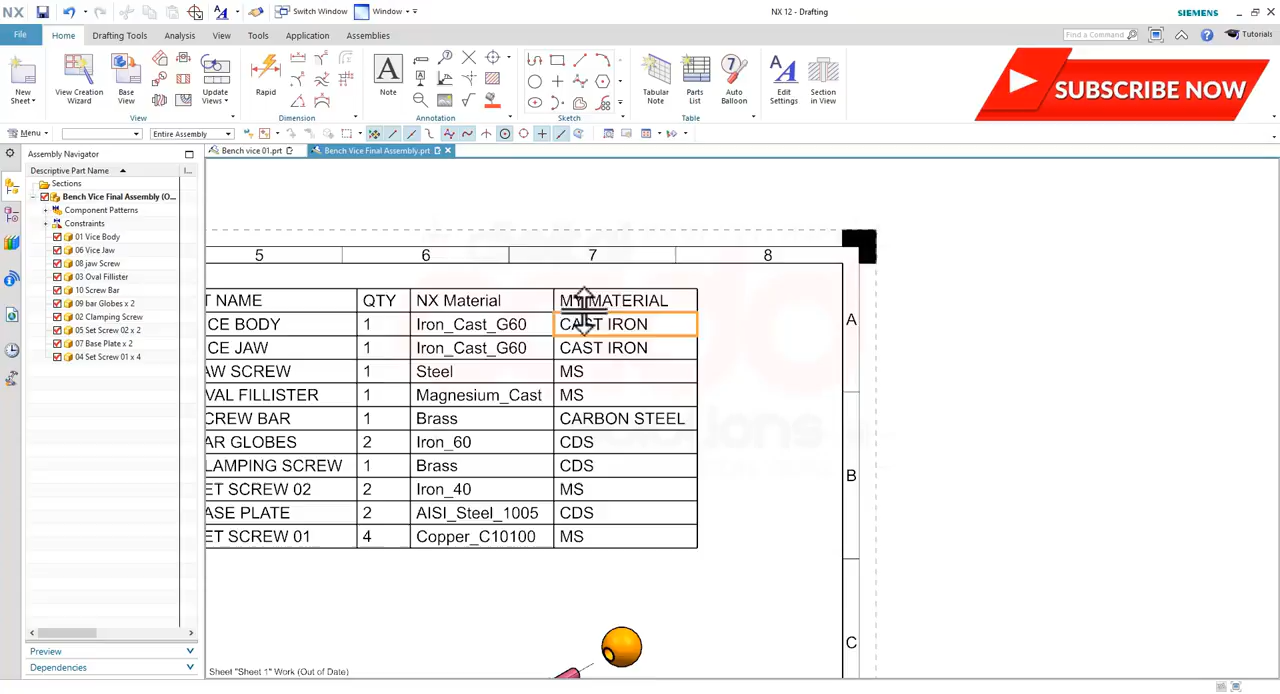 NX
Switch Window
Window
NX 12 - Drafting
SIEMENS
File
Home
Drafting Tools
Analysis
View
Tools
Application
Assemblies
Find a Command
Tutorials
New Sheet
View Creation Wizard
Base View
Update Views
View
Rapid
Dimension
Note
Annotation
Sketch
Tabular Note
Parts List
Auto Balloon
Table
Edit Settings
Section in View
SUBSCRIBE NOW
Menu
Entire Assembly
Assembly Navigator
Bench vice 01.prt
Bench Vice Final Assembly.prt
Descriptive Part Name
Sections
Bench Vice Final Assembly (O...
Component Patterns
Constraints
01 Vice Body
06 Vice Jaw
08 jaw Screw
03 Oval Fillister
10 Screw Bar
09 bar Globes x 2
02 Clamping Screw
05 Set Screw 02 x 2
07 Base Plate x 2
04 Set Screw 01 x 4
Preview
Dependencies
5 6 7 8
T NAME QTY NX Material MY MATERIAL
CE BODY 1 Iron_Cast_G60 CAST IRON
CE JAW 1 Iron_Cast_G60 CAST IRON
AW SCREW 1 Steel MS
VAL FILLISTER 1 Magnesium_Cast MS
CREW BAR 1 Brass CARBON STEEL
AR GLOBES 2 Iron_60 CDS
LAMPING SCREW 1 Brass CDS
ET SCREW 02 2 Iron_40 MS
ASE PLATE 2 AISI_Steel_1005 CDS
ET SCREW 01 4 Copper_C10100 MS
A
B
C
Sheet "Sheet 1" Work (Out of Date)